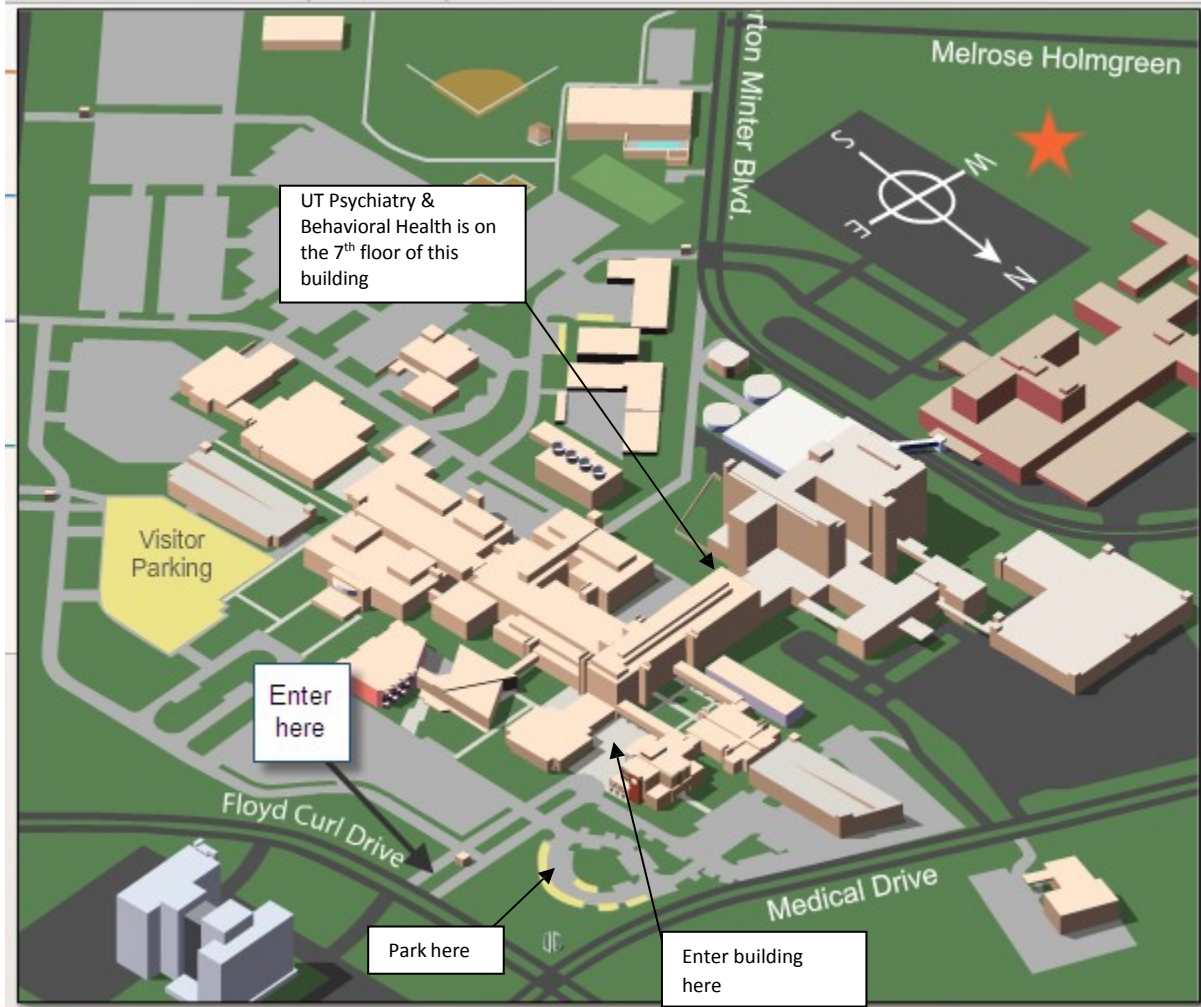 Melrose Holmgreen
rton Minter Blvd.
S
W
E
N
UT Psychiatry &
Behavioral Health is on
the 7th floor of this
building
Visitor
Parking
Enter
here
Floyd Curl Drive
Medical Drive
Park here
Enter building
here